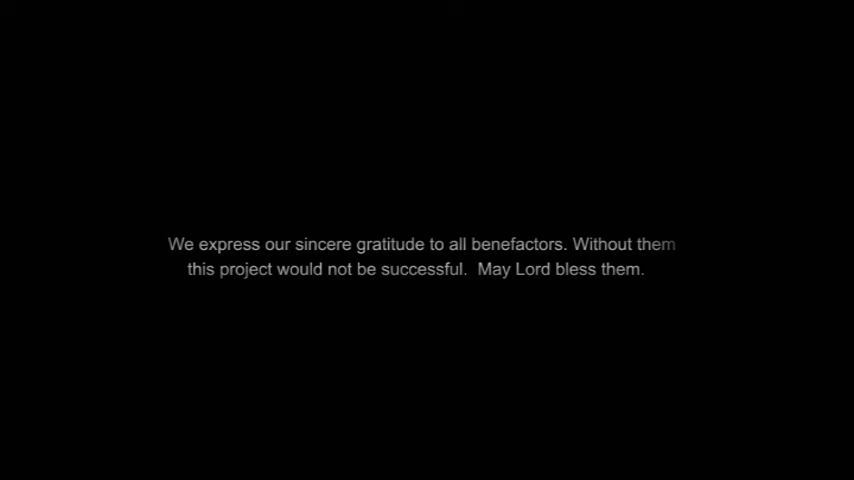 We express our sincere gratitude to all benefactors. Without them
this project would not be successful.  May Lord bless them.